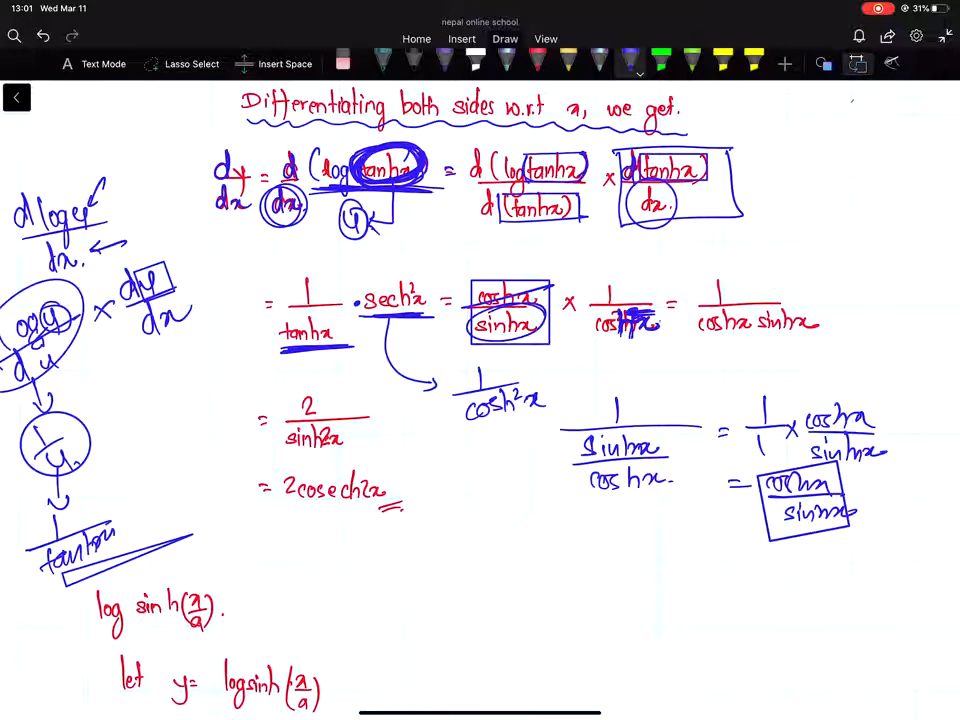 13:01 Wed Mar 11
31%
nepal online school
Home Insert Draw View
Text Mode Lasso Select Insert Space
Differentiating both sides w.r.t x, we get.
dy/dx = d/dx (log tanhx) = d (log tanhx)/d (tanhx) × d(tanhx)/dx.
y
d log y/dx.
log y/d y × dy/dx
= 1/tanhx · sech²x = coshx/sinhx × 1/cosh²x = 1/coshx sinhx
1/cosh²x
= 2/sinh2x
1/(sinhx/coshx.) = 1/1 × coshx/sinhx
1/y
= 2cosech2x
= coshx/sinhx
1/tanhx
log sinh(x/a).
let y= logsinh(x/a)